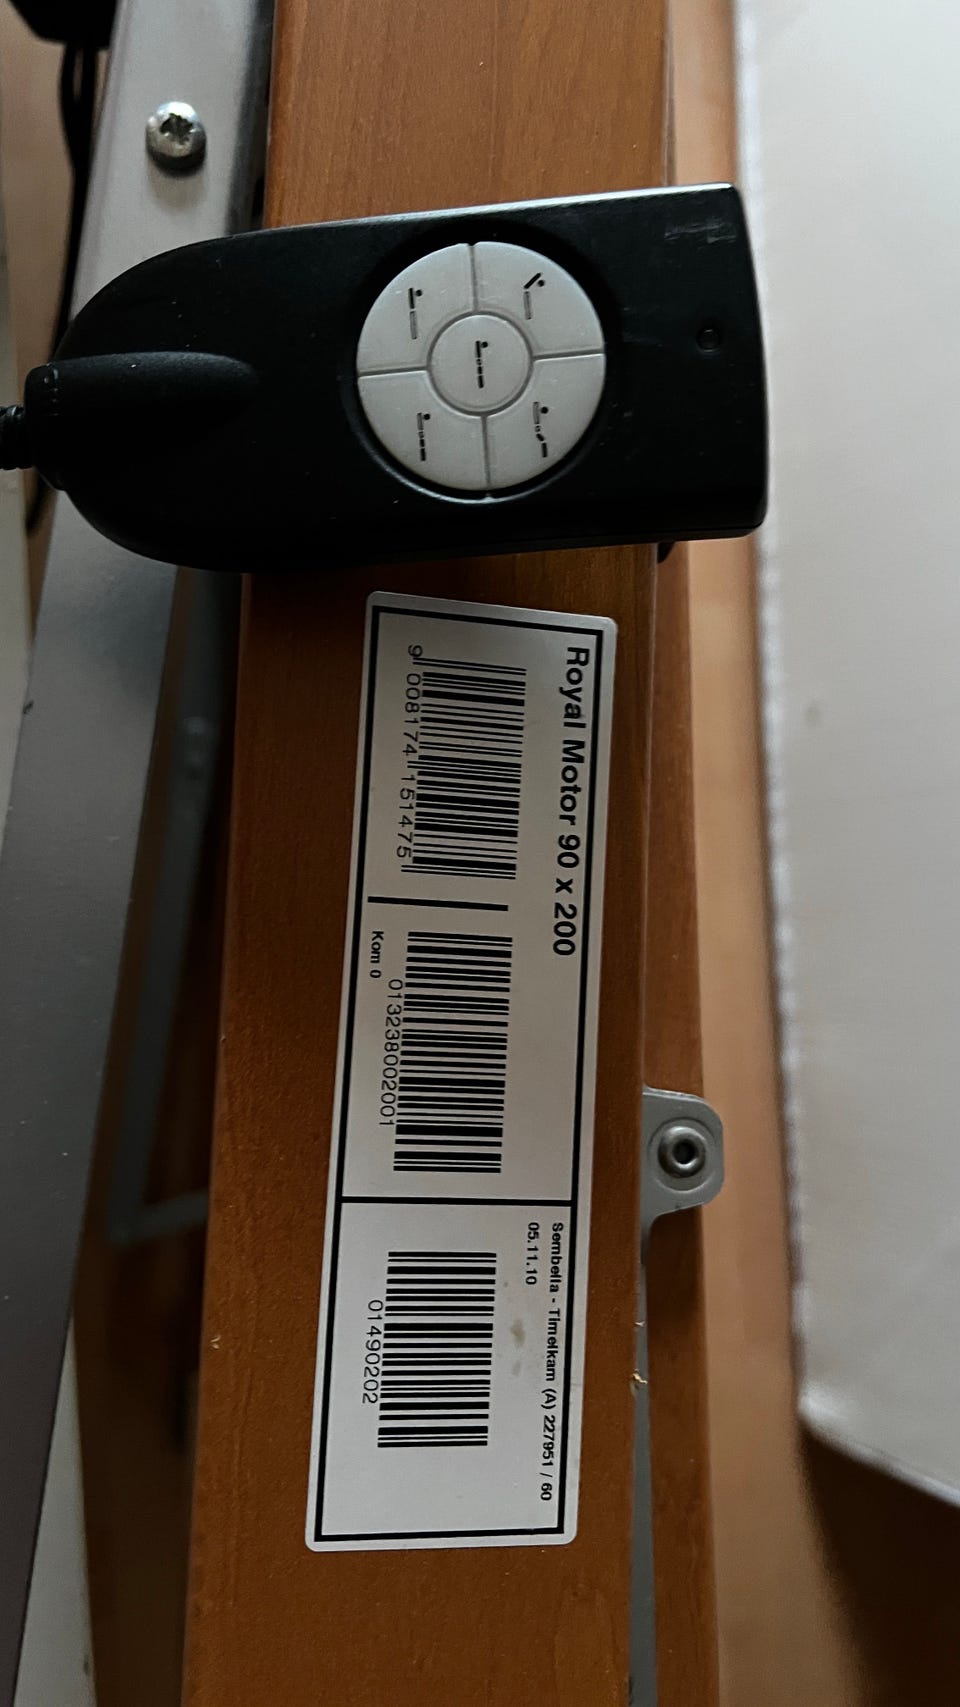 Royal Motor 90 x 200
9 008174 151475
Kom 0
013238002001
Sembella - Timelkam (A) 227951 / 60
05.11.10
01490202